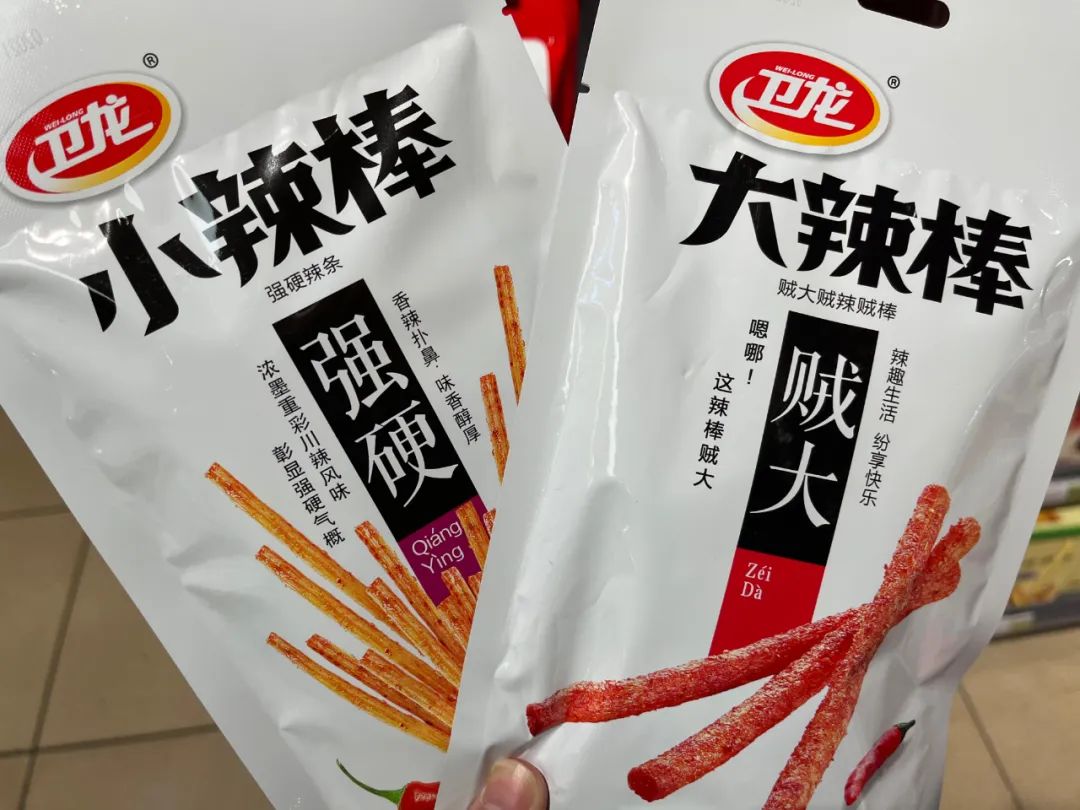 WEI-LONG
卫龙
®
小辣棒
强硬辣条
强硬
Qiáng
Yìng
香辣扑鼻·味香醇厚
浓墨重彩川辣风味
彰显强硬气概
WEI-LONG
卫龙
®
大辣棒
贼大贼辣贼棒
嗯哪！
这辣棒贼大
贼大
Zéi
Dà
辣趣生活 纷享快乐